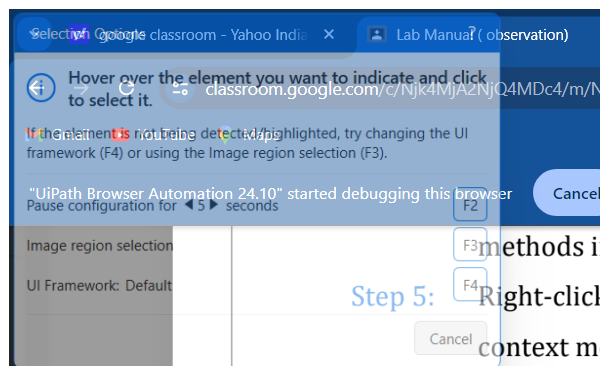 Selection Options ?
google classroom - Yahoo India
Lab Manual ( observation)
Hover over the element you want to indicate and click
to select it.
classroom.google.com/c/Njk4MjA2NjQ4MDc4/m/N
If the element is not being detected/highlighted, try changing the UI
framework (F4) or using the Image region selection (F3).
Gmail YouTube Maps
"UiPath Browser Automation 24.10" started debugging this browser Cancel
Pause configuration for 5 seconds F2
Image region selection F3
methods i
UI Framework: Default F4
Step 5: Right-click
Cancel
context m